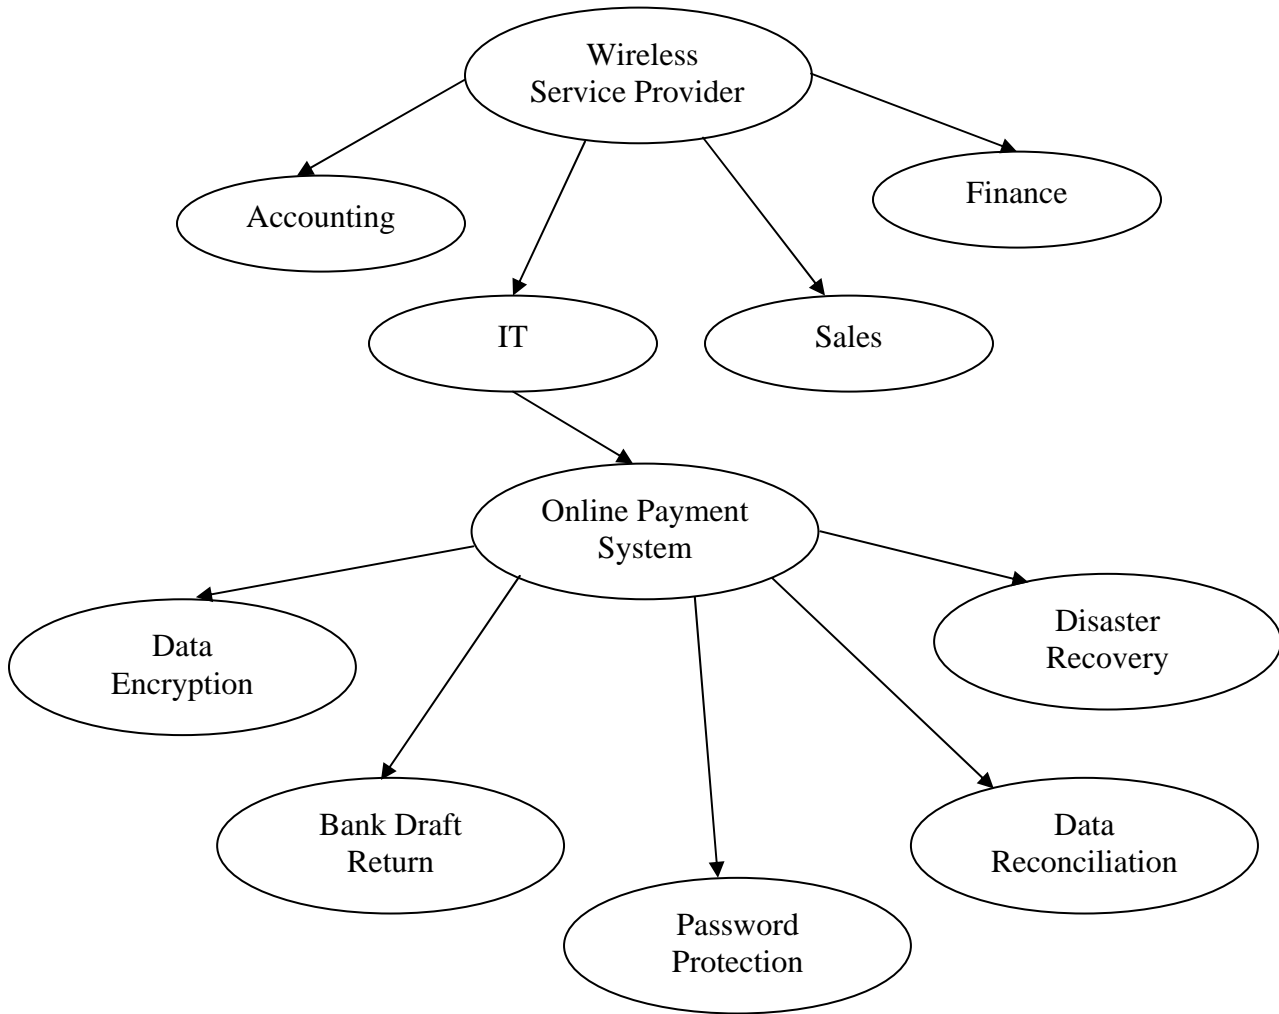 Wireless
Service Provider
Accounting
Finance
IT
Sales
Online Payment
System
Data
Encryption
Disaster
Recovery
Bank Draft
Return
Data
Reconciliation
Password
Protection